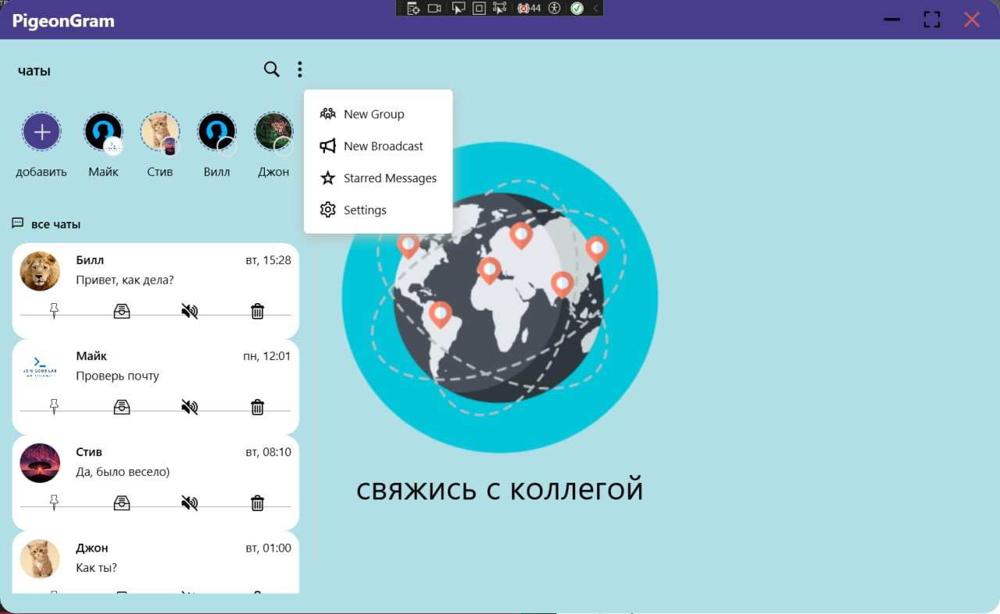 44
PigeonGram
чаты
New Group
New Broadcast
Starred Messages
Settings
добавить
Майк
Стив
Вилл
Джон
все чаты
Билл
вт, 15:28
Привет, как дела?
Майк
пн, 12:01
Проверь почту
Стив
вт, 08:10
Да, было весело)
Джон
вт, 01:00
Как ты?
свяжись с коллегой